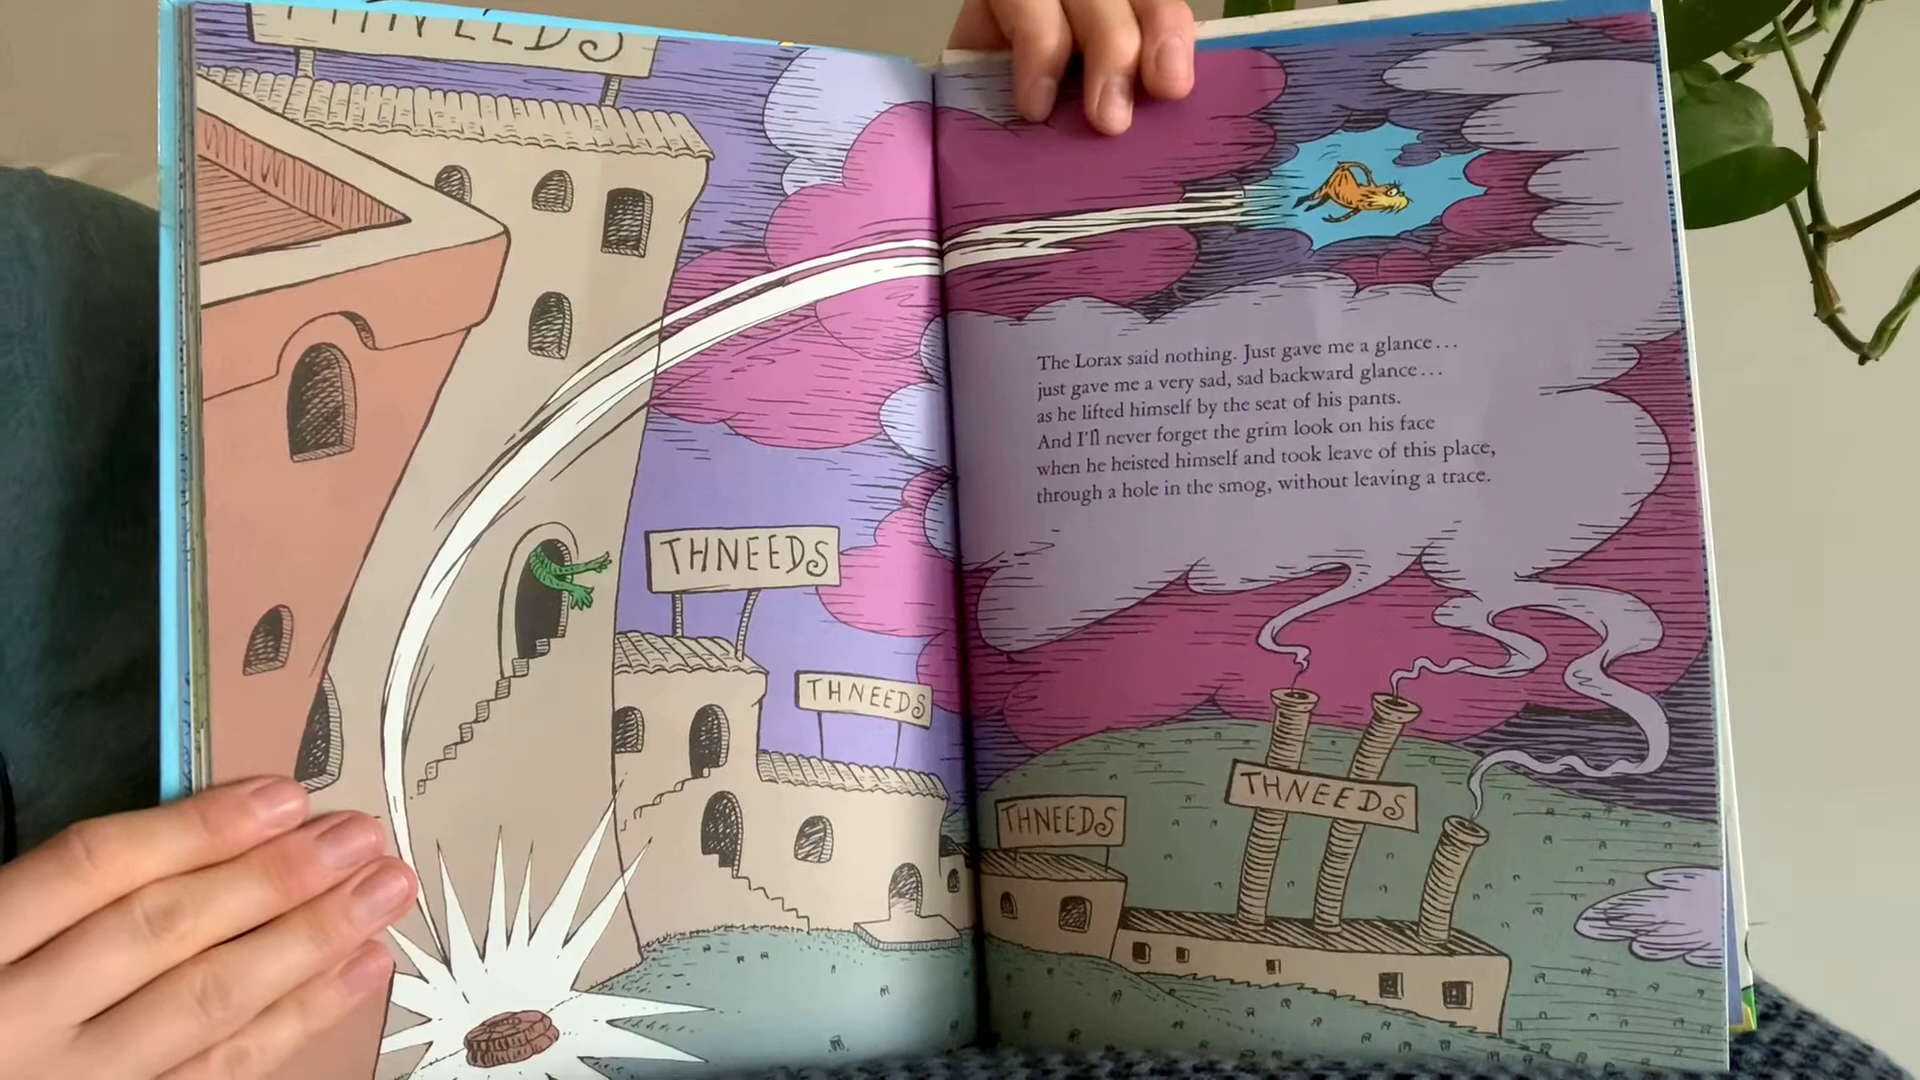 THNEEDS
THNEEDS
THNEEDS
The Lorax said nothing. Just gave me a glance...
just gave me a very sad, sad backward glance...
as he lifted himself by the seat of his pants.
And I'll never forget the grim look on his face
when he heisted himself and took leave of this place,
through a hole in the smog, without leaving a trace.
THNEEDS
THNEEDS